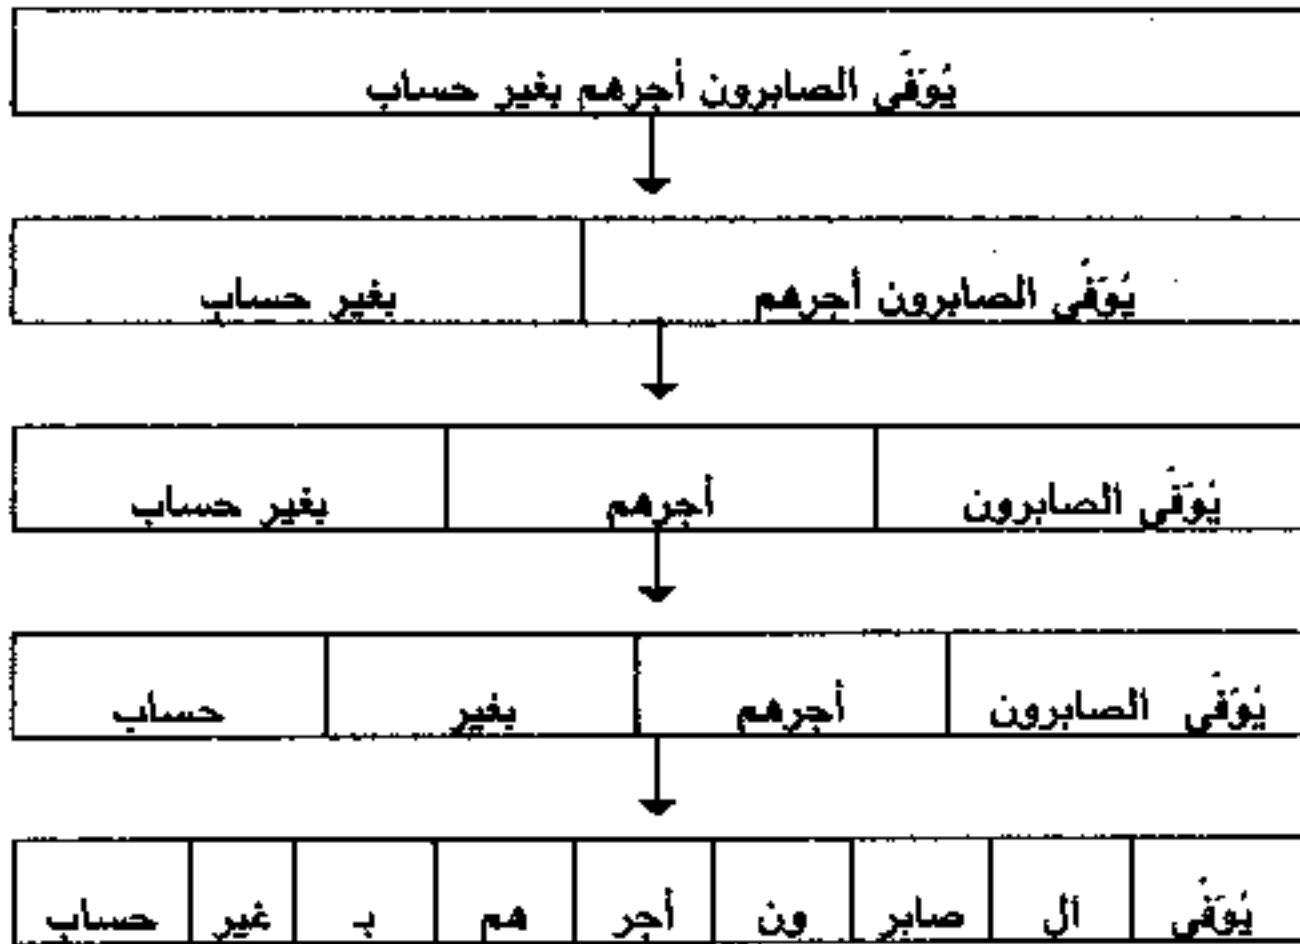 يُوَفَّى الصابرون أجرهم بغير حساب
يُوَفَّى الصابرون أجرهم بغير حساب
يُوَفَّى الصابرون أجرهم بغير حساب
يُوَفَّى الصابرون أجرهم بغير حساب
يُوَفَّى ال صابر ون أجر هم بـ غير حساب